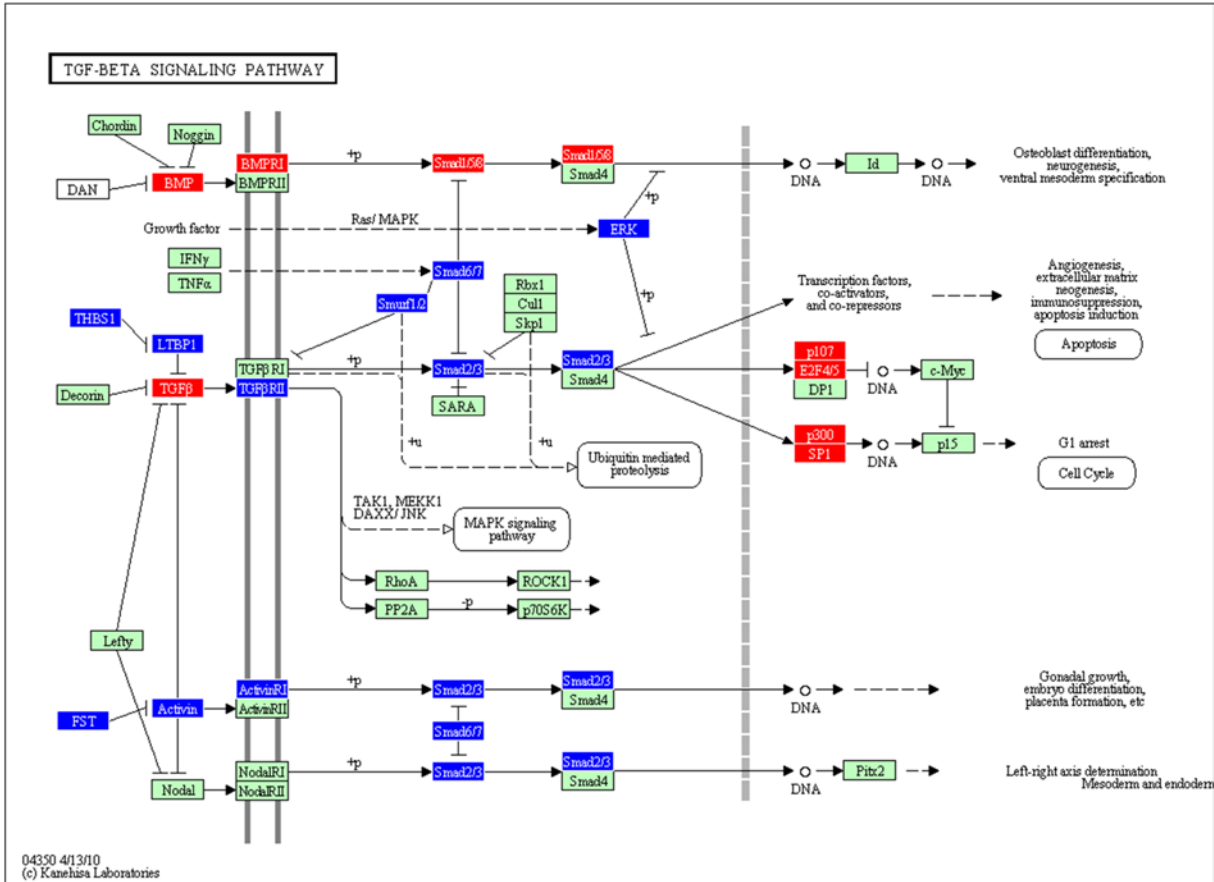 TGF-BETA SIGNALING PATHWAY
Chordin
Noggin
DAN
BMP
BMPRI
BMPRII
+p
Smad1/5/8
Smad1/5/8
Smad4
DNA
Id
DNA
Osteoblast differentiation,
neurogenesis,
ventral mesoderm specification
+p
Growth factor
Ras/ MAPK
ERK
IFNγ
TNFα
Smad6/7
Smurf1/2
Rbx1
Cul1
Skp1
+p
Transcription factors,
co-activators,
and co-repressors
Angiogenesis,
extracellular matrix
neogenesis,
immunosuppression,
apoptosis induction
Apoptosis
THBS1
LTBP1
Decorin
TGFβ
TGFβRI
TGFβRII
+p
Smad2/3
SARA
Smad2/3
Smad4
p107
E2F4/5
DP1
DNA
c-Myc
p300
SP1
DNA
p15
G1 arrest
Cell Cycle
+u
+u
Ubiquitin mediated
proteolysis
TAK1, MEKK1
DAXX/ JNK
MAPK signaling
pathway
RhoA
ROCK1
PP2A
-p
p70S6K
Lefty
FST
Activin
ActivinRI
ActivinRII
+p
Smad2/3
Smad2/3
Smad4
DNA
Gonadal growth,
embryo differentiation,
placenta formation, etc
Smad6/7
Nodal
NodalRI
NodalRII
+p
Smad2/3
Smad2/3
Smad4
DNA
Pitx2
Left-right axis determination
Mesoderm and endoderm
04350 4/13/10
(c) Kanehisa Laboratories